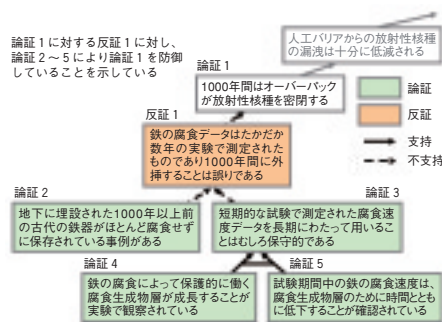 人工バリアからの放射性核種
の漏洩は十分に低減される
論証1に対する反証1に対し、
論証2~5により論証1を防御
していることを示している
論証1
1000年間はオーバーパック
が放射性核種を密閉する
論証
反証
支持
不支持
反証1
鉄の腐食データはたかだか
数年の実験で測定された
ものであり1000年間に外
挿することは誤りである
論証2
地下に埋設された1000年以上前
の古代の鉄器がほとんど腐食せず
に保存されている事例がある
論証3
短期的な試験で測定された腐食速
度データを長期にわたって用いるこ
とはむしろ保守的である
論証4
鉄の腐食によって保護的に働く
腐食生成物層が成長することが
実験で観察されている
論証5
試験期間中の鉄の腐食速度は、
腐食生成物層のために時間とと
もに低下することが確認されている